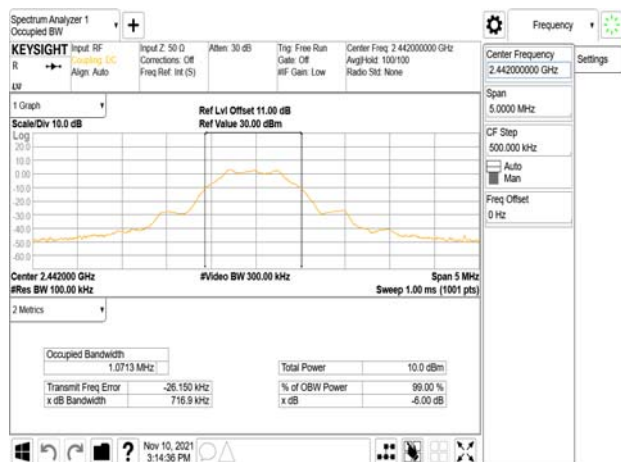 Spectrum Analyzer 1
Occupied BW
Frequency
KEYSIGHT
Input: RF
Coupling: DC
Align: Auto
Input Z: 50 Ω
Corrections: Off
Freq Ref: Int (S)
Atten: 30 dB
Trig: Free Run
Gate: Off
#IF Gain: Low
Center Freq: 2.442000000 GHz
Avg|Hold: 100/100
Radio Std: None
R
LXI
Center Frequency
2.442000000 GHz
Settings
Span
5.0000 MHz
CF Step
500.000 kHz
Auto
Man
Freq Offset
0 Hz
1 Graph
Scale/Div 10.0 dB
Ref Lvl Offset 11.00 dB
Ref Value 30.00 dBm
Log
20.0
10.0
0.00
-10.0
-20.0
-30.0
-40.0
-50.0
-60.0
Center 2.442000 GHz
#Res BW 100.00 kHz
#Video BW 300.00 kHz
Span 5 MHz
Sweep 1.00 ms (1001 pts)
2 Metrics
Occupied Bandwidth
1.0713 MHz
Total Power 10.0 dBm
Transmit Freq Error -26.150 kHz
% of OBW Power 99.00 %
x dB Bandwidth 716.9 kHz
x dB -6.00 dB
Nov 10, 2021
3:14:36 PM